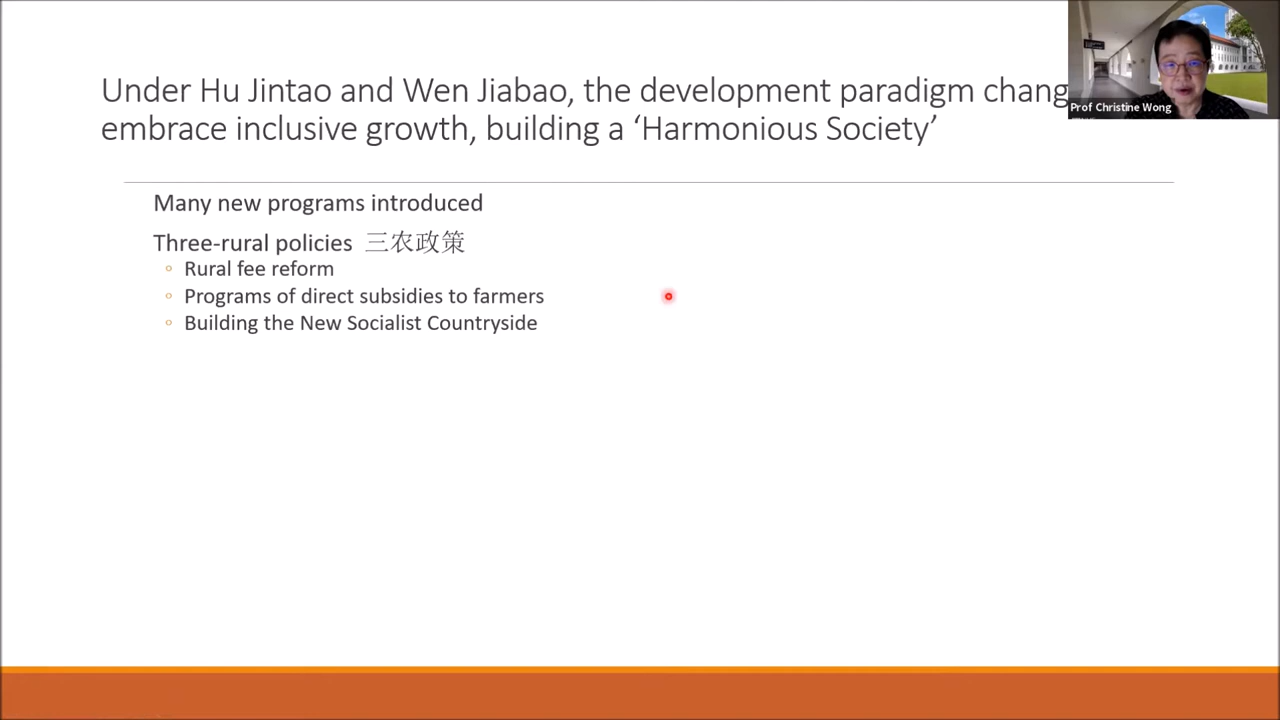 Under Hu Jintao and Wen Jiabao, the development paradigm chang
embrace inclusive growth, building a ‘Harmonious Society’
Prof Christine Wong
Many new programs introduced
Three-rural policies 三农政策
Rural fee reform
Programs of direct subsidies to farmers
Building the New Socialist Countryside